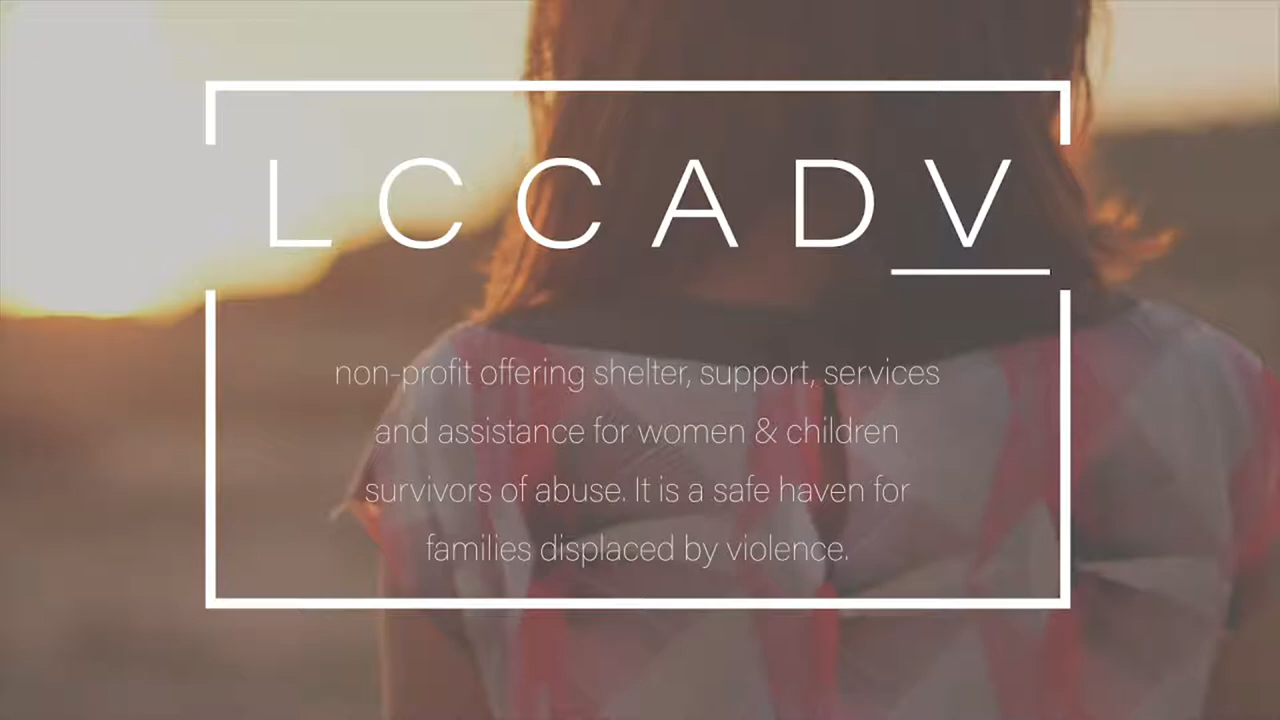 LCCADV
non-profit offering shelter, support, services
and assistance for women & children
survivors of abuse. It is a safe haven for
families displaced by violence.